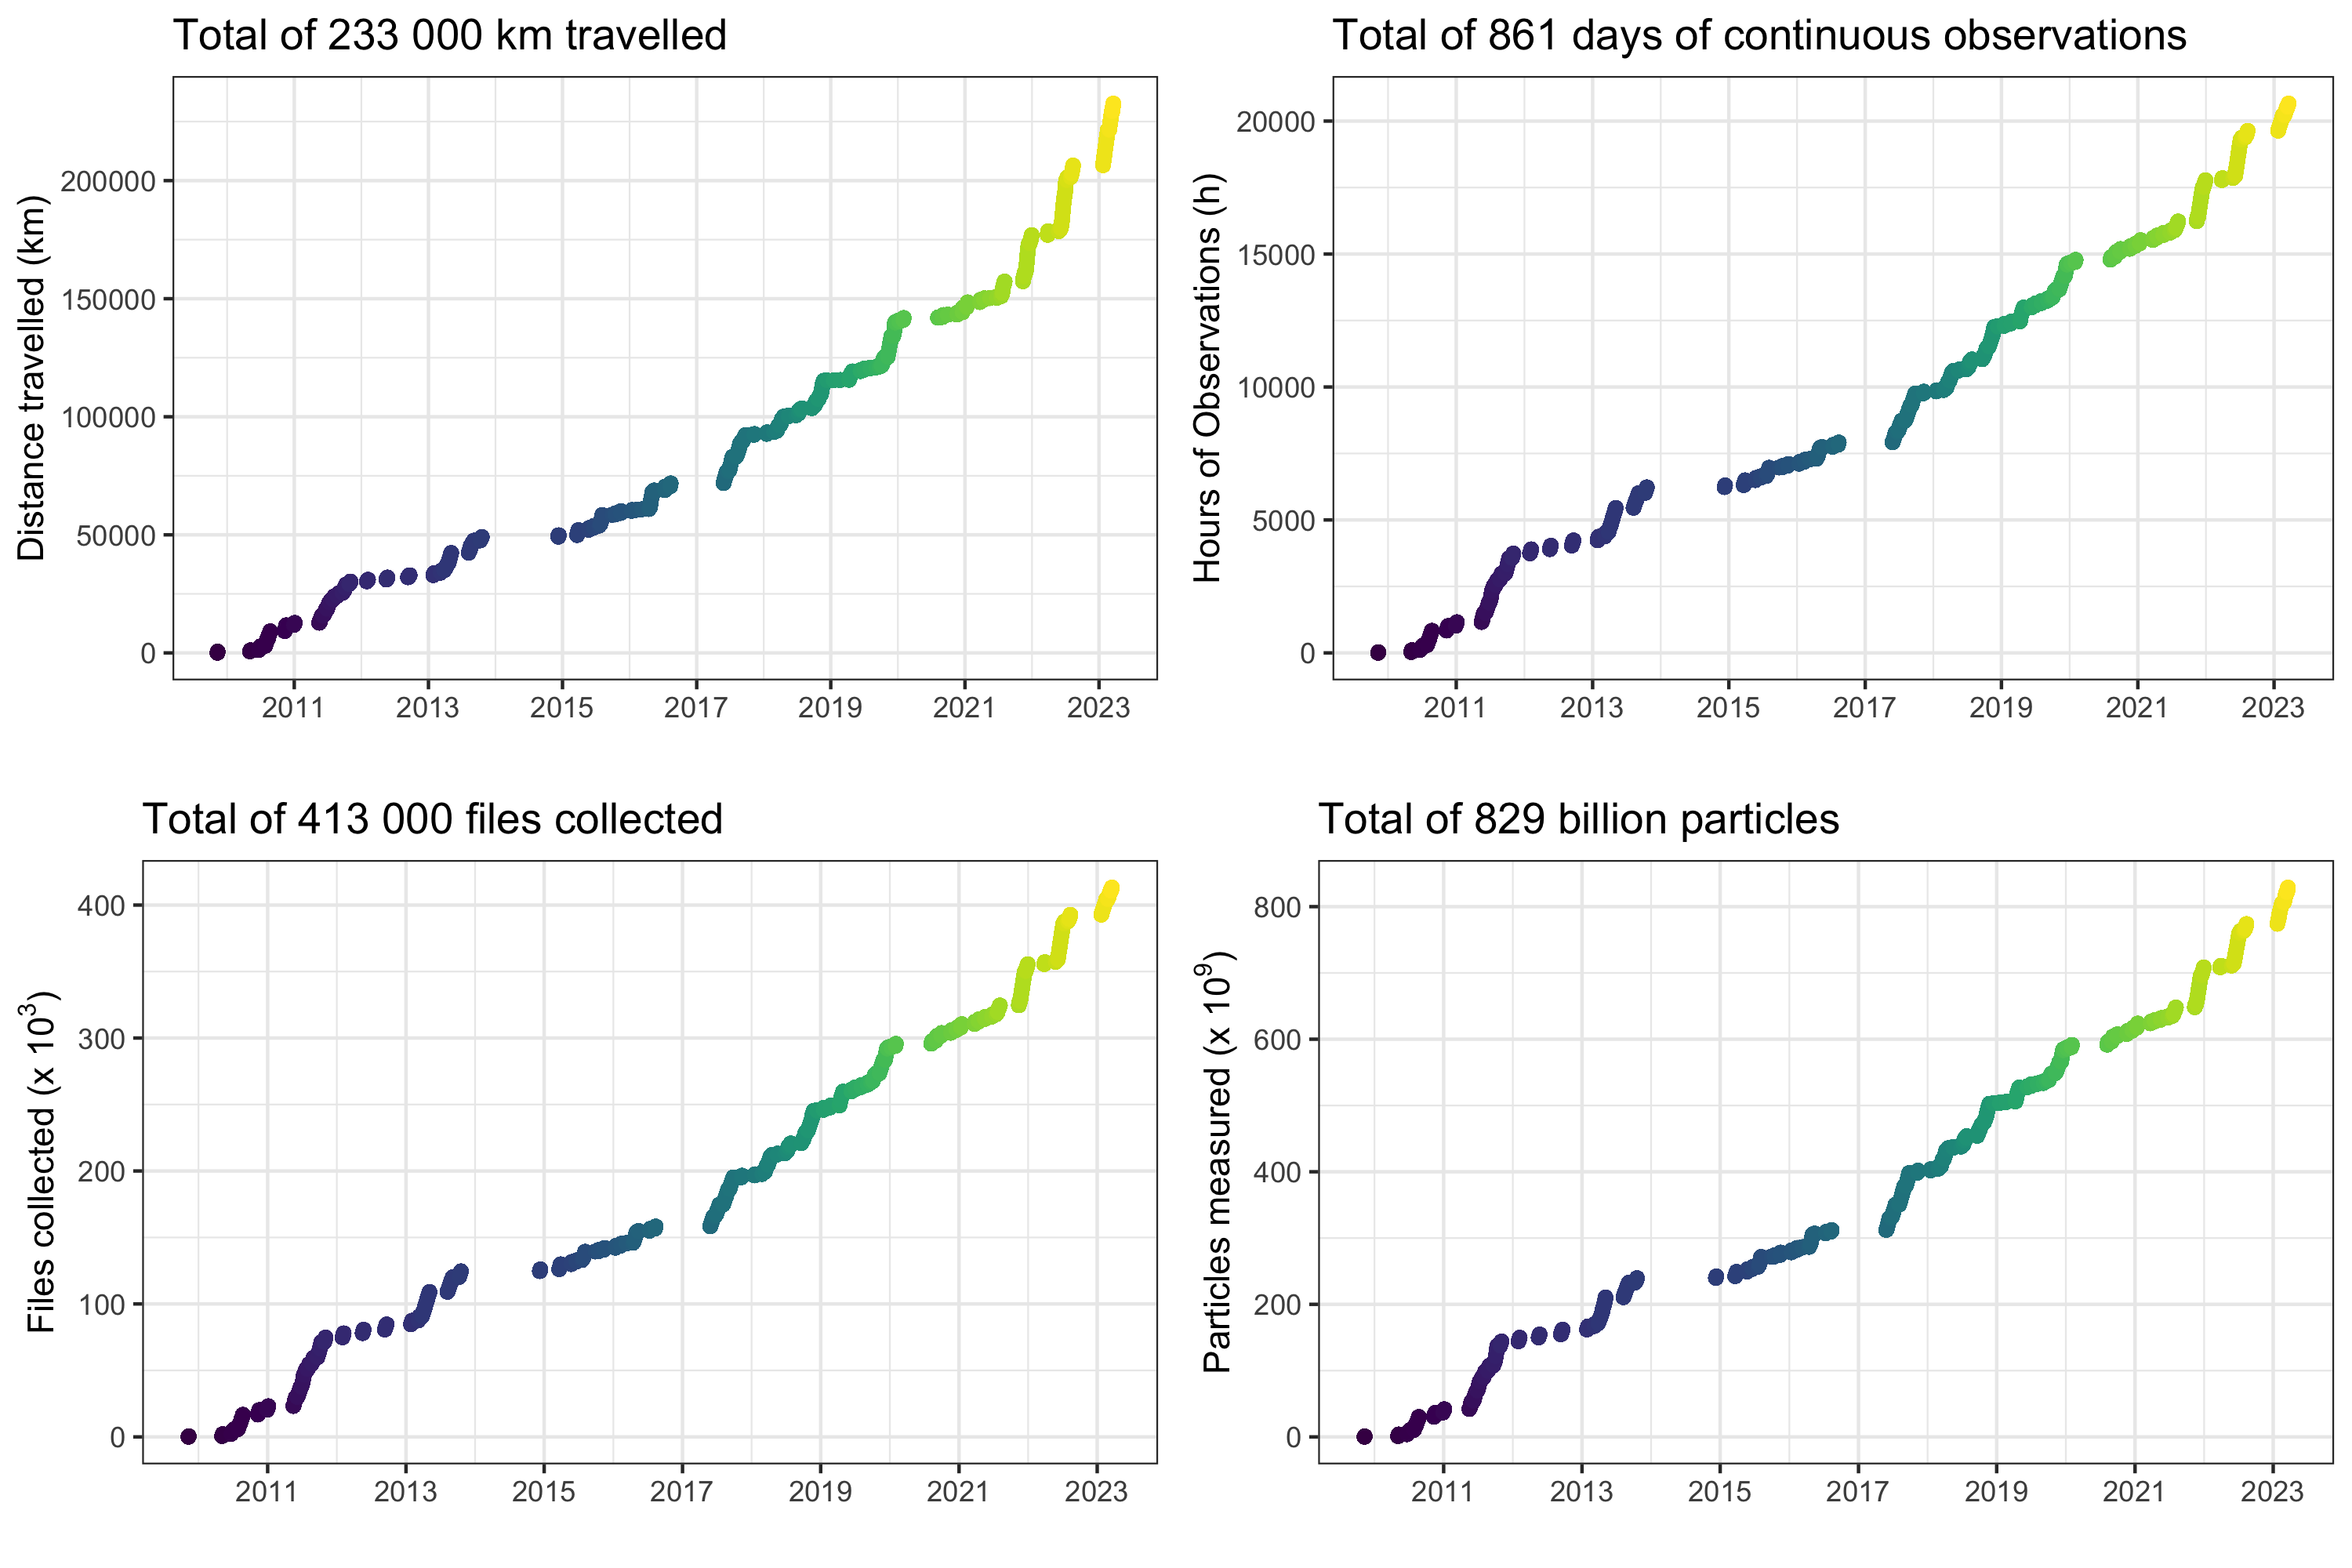 Total of 233 000 km travelled
Distance travelled (km)
200000
150000
100000
50000
0
2011 2013 2015 2017 2019 2021 2023
Total of 861 days of continuous observations
Hours of Observations (h)
20000
15000
10000
5000
0
2011 2013 2015 2017 2019 2021 2023
Total of 413 000 files collected
Files collected (x 10³)
400
300
200
100
0
2011 2013 2015 2017 2019 2021 2023
Total of 829 billion particles
Particles measured (x 10⁹)
800
600
400
200
0
2011 2013 2015 2017 2019 2021 2023